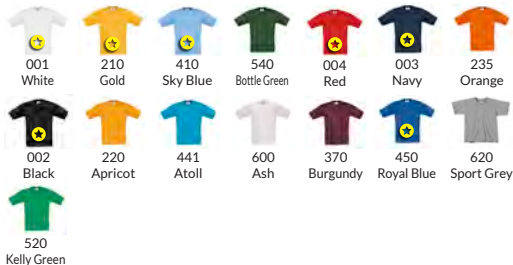 001 210 410 540 004 003 235
White Gold Sky Blue Bottle Green Red Navy Orange
002 220 441 600 370 450 620
Black Apricot Atoll Ash Burgundy Royal Blue Sport Grey
520
Kelly Green